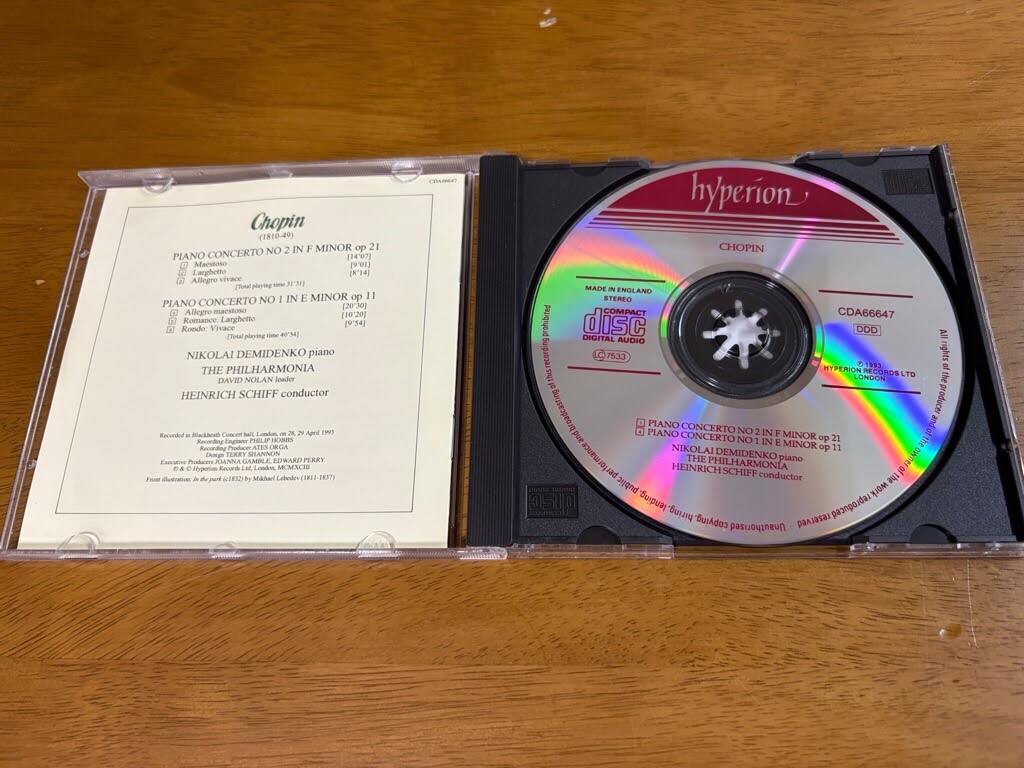 CDA66647
Chopin
(1810-49)
PIANO CONCERTO NO 2 IN F MINOR op 21
1 Maestoso [14'07]
2 Larghetto [9'01]
3 Allegro vivace [8'14]
[Total playing time 31'31]
PIANO CONCERTO NO 1 IN E MINOR op 11
4 Allegro maestoso [20'30]
5 Romance: Larghetto [10'20]
6 Rondo: Vivace [9'54]
[Total playing time 40'54]
NIKOLAI DEMIDENKO piano
THE PHILHARMONIA
DAVID NOLAN leader
HEINRICH SCHIFF conductor
Recorded in Blackheath Concert hall, London, on 28, 29 April 1993
Recording Engineer PHILIP HOBBS
Recording Producer ATES ORGA
Design TERRY SHANNON
Executive Producers JOANNA GAMBLE, EDWARD PERRY
℗ & © Hyperion Records Ltd, London, MCMXCIII
Front illustration: In the park (c1832) by Mikhael Lebedev (1811-1837)
hyperion
CHOPIN
MADE IN ENGLAND
STEREO
COMPACT
disc
DIGITAL AUDIO
LC 7533
CDA66647
DDD
℗ 1993
HYPERION RECORDS LTD
LONDON
1 PIANO CONCERTO NO 2 IN F MINOR op 21
4 PIANO CONCERTO NO 1 IN E MINOR op 11
NIKOLAI DEMIDENKO piano
THE PHILHARMONIA
HEINRICH SCHIFF conductor
All rights of the producer and of the owner of the work reproduced reserved · Unauthorised copying, hiring, lending, public performance and broadcasting of this recording prohibited
disc